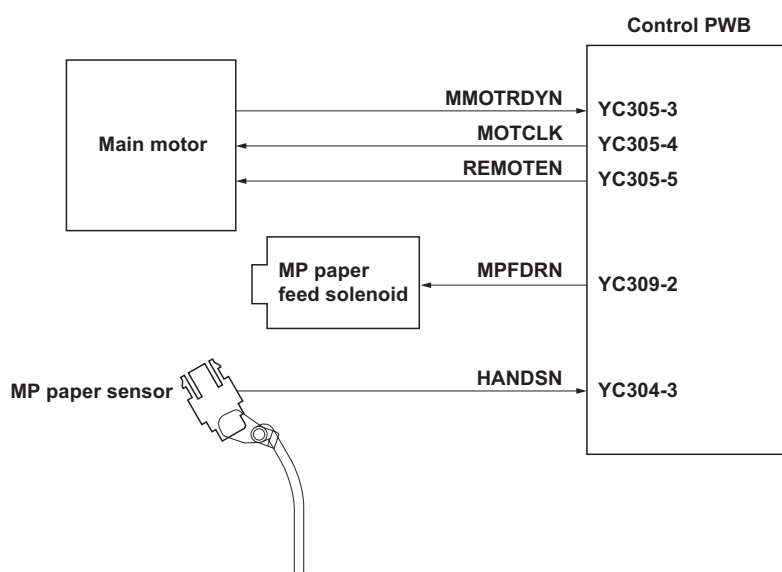 Control PWB
MMOTRDYN
YC305-3
Main motor
MOTCLK
YC305-4
REMOTEN
YC305-5
MP paper
feed solenoid
MPFDRN
YC309-2
MP paper sensor
HANDSN
YC304-3